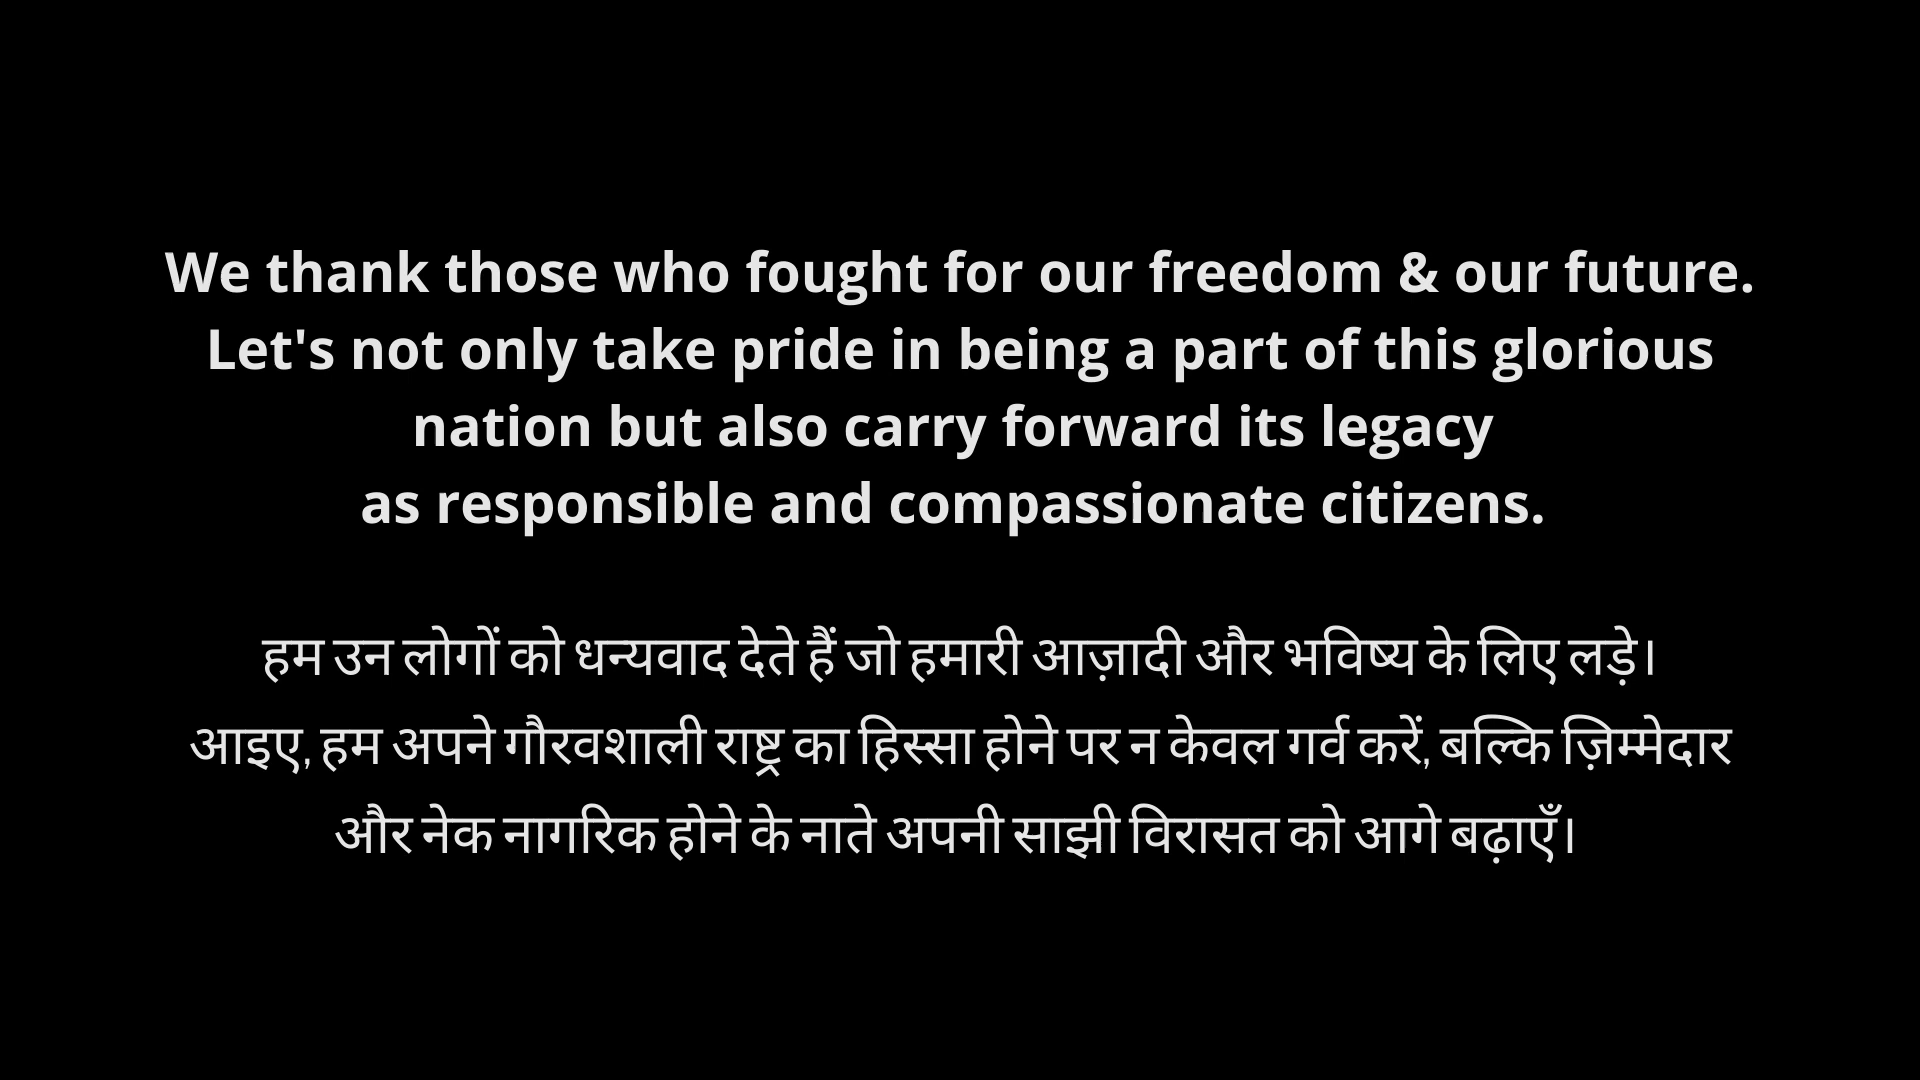 We thank those who fought for our freedom & our future.
Let's not only take pride in being a part of this glorious
nation but also carry forward its legacy
as responsible and compassionate citizens.
हम उन लोगों को धन्यवाद देते हैं जो हमारी आज़ादी और भविष्य के लिए लड़े।
आइए, हम अपने गौरवशाली राष्ट्र का हिस्सा होने पर न केवल गर्व करें, बल्कि ज़िम्मेदार
और नेक नागरिक होने के नाते अपनी साझी विरासत को आगे बढ़ाएँ।